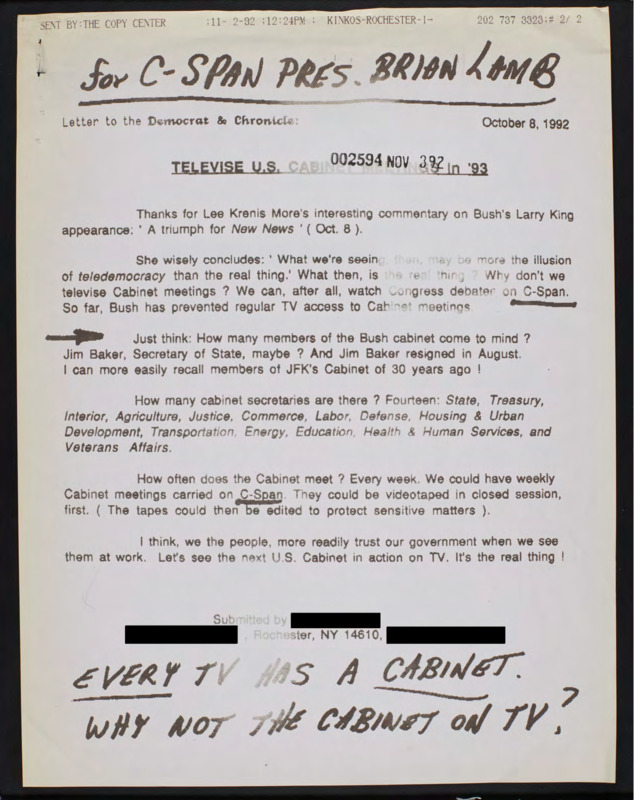 SENT BY:THE COPY CENTER :11- 2-92 :12:24PM : KINKOS-ROCHESTER-I→ 202 737 3323:# 2/ 2
for C-SPAN PRES. BRIAN LAMB
Letter to the Democrat & Chronicle: October 8, 1992
002594 NOV 392
TELEVISE U.S. CABINET MEETINGS in '93
Thanks for Lee Krenis More's interesting commentary on Bush's Larry King
appearance: ' A triumph for New News ' ( Oct. 8 ).
She wisely concludes: ' What we're seeing, then, may be more the illusion
of teledemocracy than the real thing.' What then, is the real thing ? Why don't we
televise Cabinet meetings ? We can, after all, watch Congress debates on C-Span.
So far, Bush has prevented regular TV access to Cabinet meetings.
Just think: How many members of the Bush cabinet come to mind ?
Jim Baker, Secretary of State, maybe ? And Jim Baker resigned in August.
I can more easily recall members of JFK's Cabinet of 30 years ago !
How many cabinet secretaries are there ? Fourteen: State, Treasury,
Interior, Agriculture, Justice, Commerce, Labor, Defense, Housing & Urban
Development, Transportation, Energy, Education, Health & Human Services, and
Veterans Affairs.
How often does the Cabinet meet ? Every week. We could have weekly
Cabinet meetings carried on C-Span. They could be videotaped in closed session,
first. ( The tapes could then be edited to protect sensitive matters ).
I think, we the people, more readily trust our government when we see
them at work. Let's see the next U.S. Cabinet in action on TV. It's the real thing !
Submitted by
, Rochester, NY 14610,
EVERY TV HAS A CABINET.
WHY NOT THE CABINET ON TV?